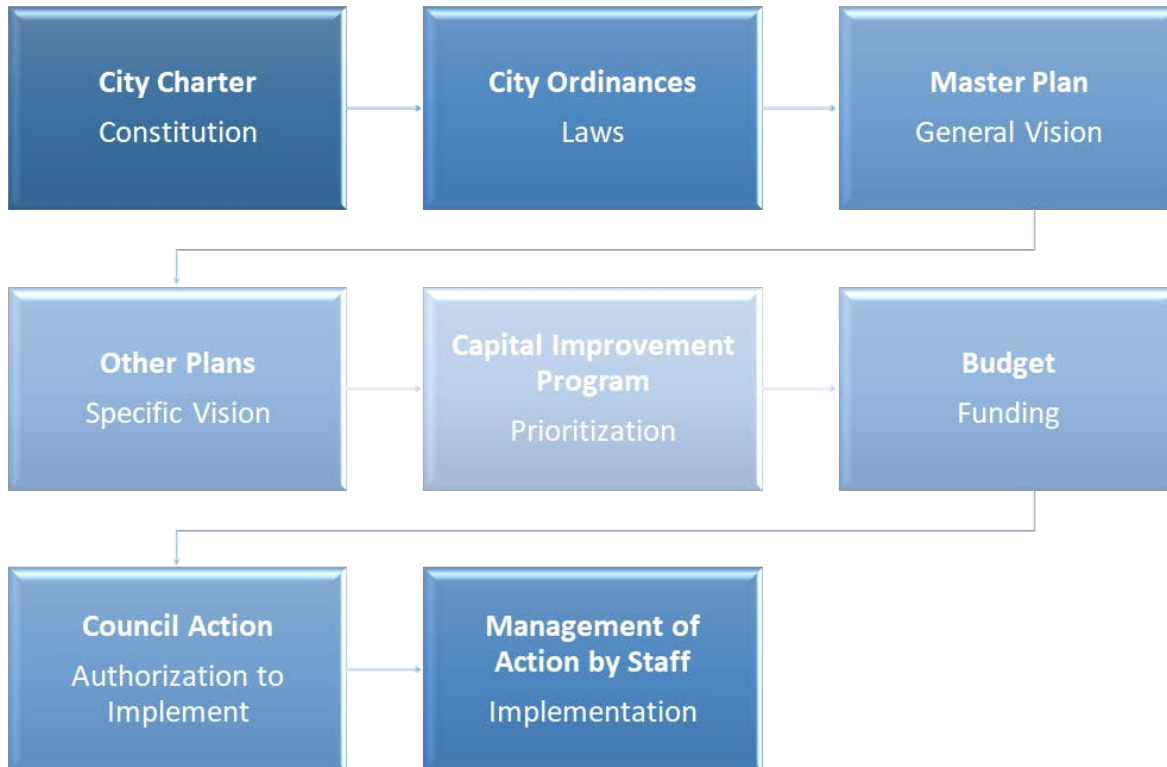 City Charter
Constitution
City Ordinances
Laws
Master Plan
General Vision
Other Plans
Specific Vision
Capital Improvement
Program
Prioritization
Budget
Funding
Council Action
Authorization to
Implement
Management of
Action by Staff
Implementation